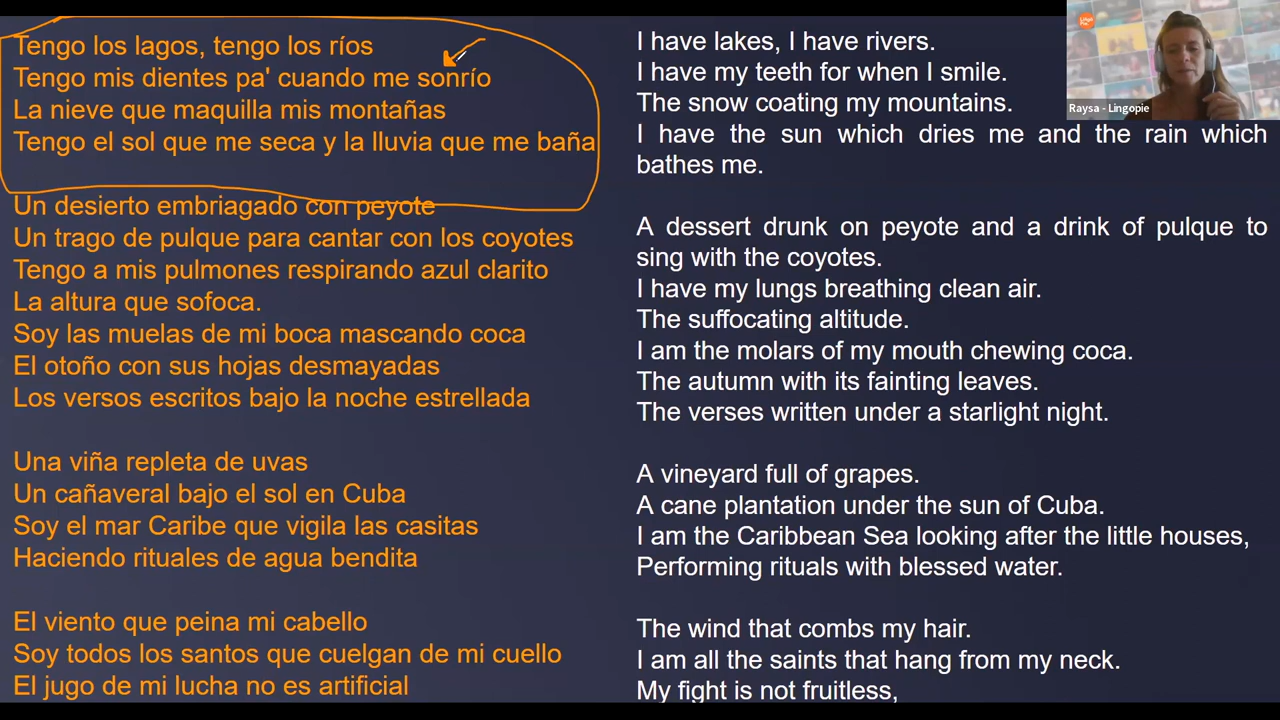 Tengo los lagos, tengo los ríos
Tengo mis dientes pa' cuando me sonrío
La nieve que maquilla mis montañas
Tengo el sol que me seca y la lluvia que me baña
Un desierto embriagado con peyote
Un trago de pulque para cantar con los coyotes
Tengo a mis pulmones respirando azul clarito
La altura que sofoca.
Soy las muelas de mi boca mascando coca
El otoño con sus hojas desmayadas
Los versos escritos bajo la noche estrellada
Una viña repleta de uvas
Un cañaveral bajo el sol en Cuba
Soy el mar Caribe que vigila las casitas
Haciendo rituales de agua bendita
El viento que peina mi cabello
Soy todos los santos que cuelgan de mi cuello
El jugo de mi lucha no es artificial
I have lakes, I have rivers.
I have my teeth for when I smile.
The snow coating my mountains.
I have the sun which dries me and the rain which
bathes me.
A dessert drunk on peyote and a drink of pulque to
sing with the coyotes.
I have my lungs breathing clean air.
The suffocating altitude.
I am the molars of my mouth chewing coca.
The autumn with its fainting leaves.
The verses written under a starlight night.
A vineyard full of grapes.
A cane plantation under the sun of Cuba.
I am the Caribbean Sea looking after the little houses,
Performing rituals with blessed water.
The wind that combs my hair.
I am all the saints that hang from my neck.
My fight is not fruitless,
Raysa - Lingopie